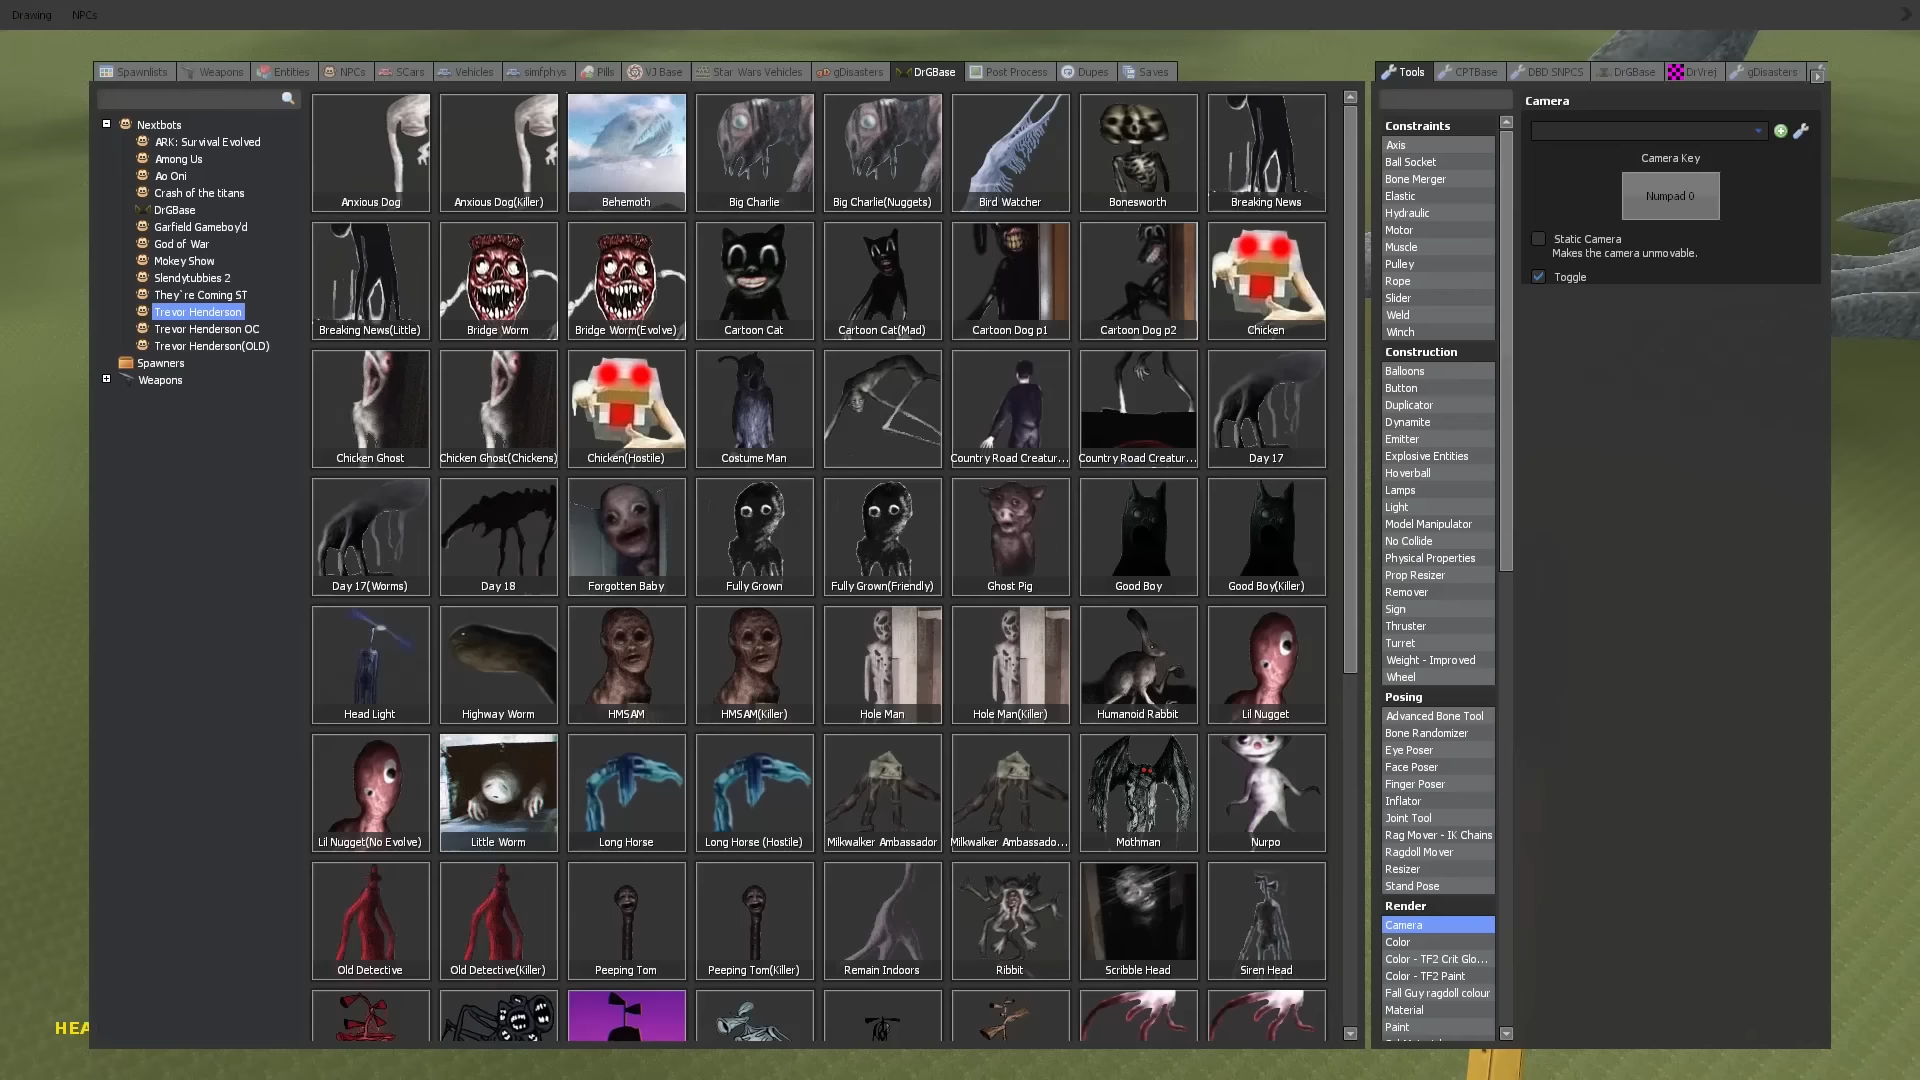 Drawing NPCs
Spawnlists Weapons Entities NPCs SCars Vehicles simfphys Pills VJ Base Star Wars Vehicles gDisasters DrGBase Post Process Dupes Saves
Nextbots
ARK: Survival Evolved
Among Us
Ao Oni
Crash of the titans
DrGBase
Garfield Gameboy'd
God of War
Mokey Show
Slendytubbies 2
They`re Coming ST
Trevor Henderson
Trevor Henderson OC
Trevor Henderson(OLD)
Spawners
Weapons
Anxious Dog Anxious Dog(Killer) Behemoth Big Charlie Big Charlie(Nuggets) Bird Watcher Bonesworth Breaking News
Breaking News(Little) Bridge Worm Bridge Worm(Evolve) Cartoon Cat Cartoon Cat(Mad) Cartoon Dog p1 Cartoon Dog p2 Chicken
Chicken Ghost Chicken Ghost(Chickens) Chicken(Hostile) Costume Man Country Road Creatur... Country Road Creatur... Day 17
Day 17(Worms) Day 18 Forgotten Baby Fully Grown Fully Grown(Friendly) Ghost Pig Good Boy Good Boy(Killer)
Head Light Highway Worm HMSAM HMSAM(Killer) Hole Man Hole Man(Killer) Humanoid Rabbit Lil Nugget
Lil Nugget(No Evolve) Little Worm Long Horse Long Horse (Hostile) Milkwalker Ambassador Milkwalker Ambassado... Mothman Nurpo
Old Detective Old Detective(Killer) Peeping Tom Peeping Tom(Killer) Remain Indoors Ribbit Scribble Head Siren Head
HEA
Tools CPTBase DBD SNPCS DrGBase DrVrej gDisasters
Constraints
Axis
Ball Socket
Bone Merger
Elastic
Hydraulic
Motor
Muscle
Pulley
Rope
Slider
Weld
Winch
Construction
Balloons
Button
Duplicator
Dynamite
Emitter
Explosive Entities
Hoverball
Lamps
Light
Model Manipulator
No Collide
Physical Properties
Prop Resizer
Remover
Sign
Thruster
Turret
Weight - Improved
Wheel
Posing
Advanced Bone Tool
Bone Randomizer
Eye Poser
Face Poser
Finger Poser
Inflator
Joint Tool
Rag Mover - IK Chains
Ragdoll Mover
Resizer
Stand Pose
Render
Camera
Color
Color - TF2 Crit Glo...
Color - TF2 Paint
Fall Guy ragdoll colour
Material
Paint
Camera
Camera Key
Numpad 0
Static Camera
Makes the camera unmovable.
Toggle